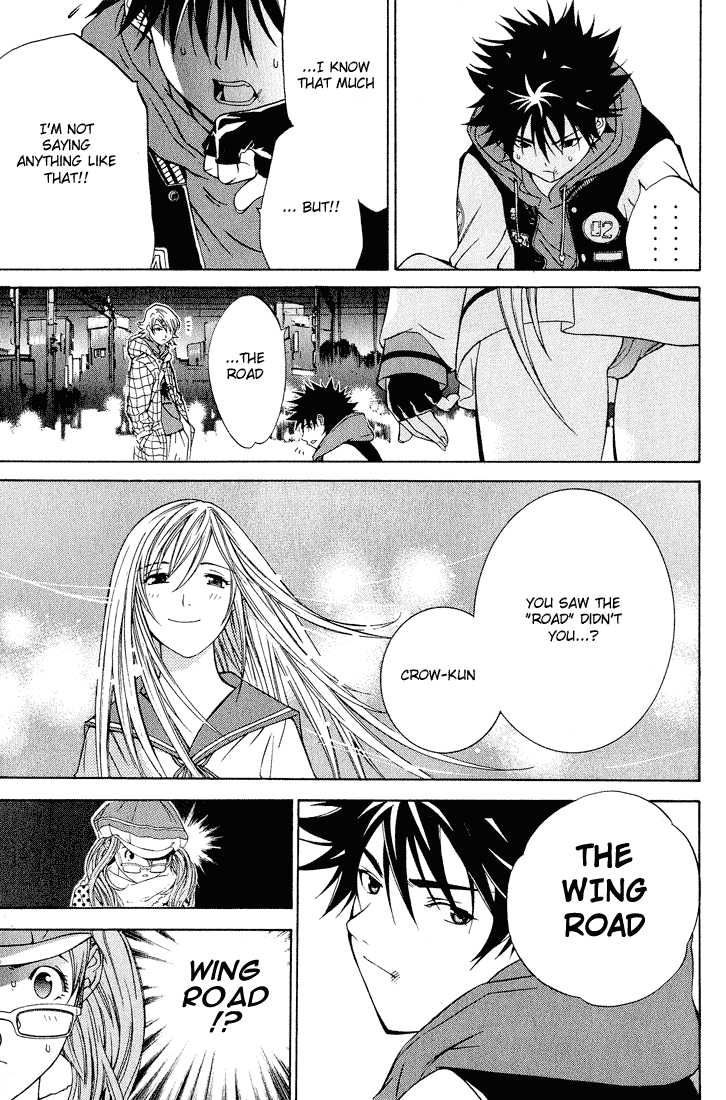 02
......
...I KNOW
THAT MUCH
... BUT!!
I'M NOT
SAYING
ANYTHING LIKE
THAT!!
...THE
ROAD
...
YOU SAW THE
"ROAD" DIDN'T
YOU...?
CROW-KUN
THE
WING
ROAD
WING
ROAD
!?